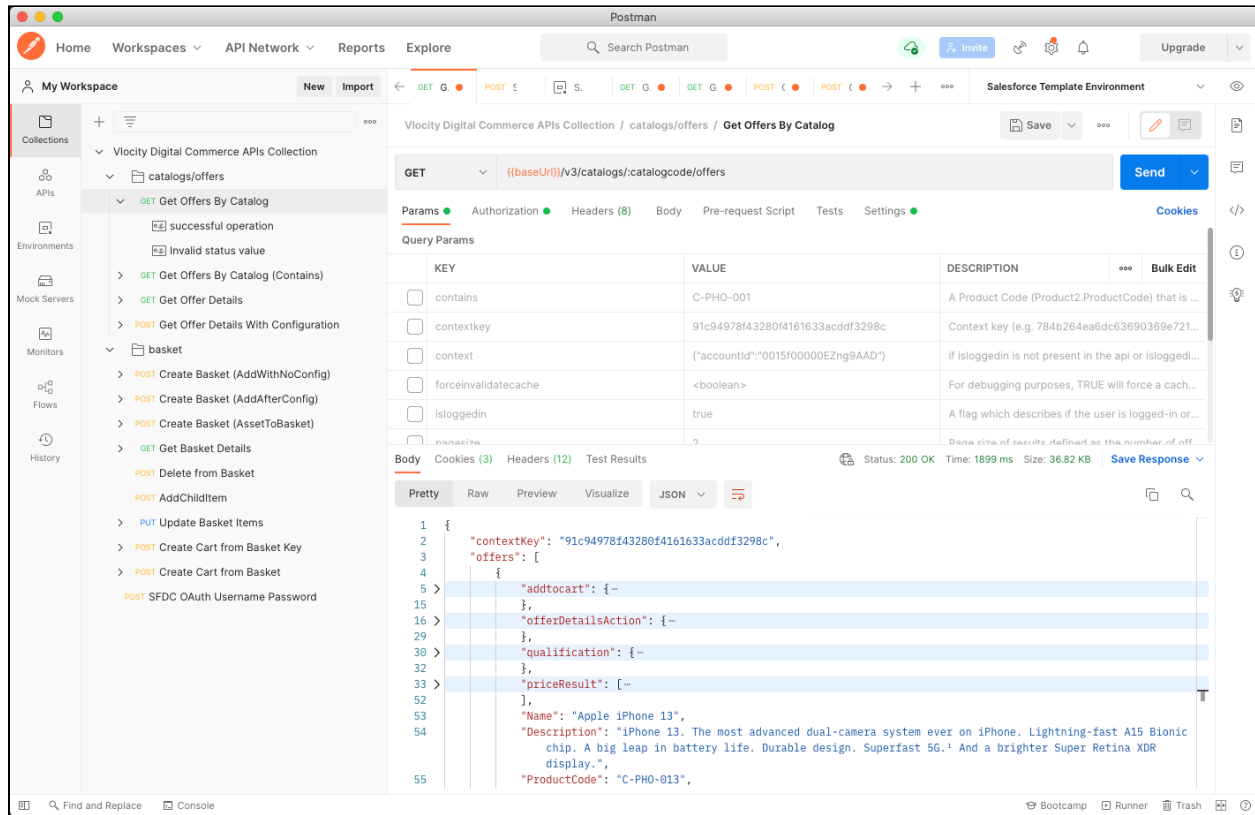 Postman
Home Workspaces API Network Reports Explore Search Postman Invite Upgrade
My Workspace New Import GET G. POST S S. GET G. GET G. POST ( POST ( Salesforce Template Environment
Collections
APIs
Environments
Mock Servers
Monitors
Flows
History
Vlocity Digital Commerce APIs Collection
catalogs/offers
GET Get Offers By Catalog
e.g. successful operation
e.g. Invalid status value
GET Get Offers By Catalog (Contains)
GET Get Offer Details
POST Get Offer Details With Configuration
basket
POST Create Basket (AddWithNoConfig)
POST Create Basket (AddAfterConfig)
POST Create Basket (AssetToBasket)
GET Get Basket Details
POST Delete from Basket
POST AddChildItem
PUT Update Basket Items
POST Create Cart from Basket Key
POST Create Cart from Basket
POST SFDC OAuth Username Password
Vlocity Digital Commerce APIs Collection / catalogs/offers / Get Offers By Catalog Save
GET {{baseUrl}}/v3/catalogs/:catalogcode/offers Send
Params Authorization Headers (8) Body Pre-request Script Tests Settings Cookies
Query Params
KEY VALUE DESCRIPTION Bulk Edit
contains C-PHO-001 A Product Code (Product2.ProductCode) that is ...
contextkey 91c94978f43280f4161633acddf3298c Context key (e.g. 784b264ea6dc63690369e721...
context {"accountId":"0015f00000EZng9AAD"} if isloggedin is not present in the api or isloggedi...
forceinvalidatecache <boolean> For debugging purposes, TRUE will force a cach...
isloggedin true A flag which describes if the user is logged-in or...
pagesize 2 Page size of results defined as the number of off
Body Cookies (3) Headers (12) Test Results Status: 200 OK Time: 1899 ms Size: 36.82 KB Save Response
Pretty Raw Preview Visualize JSON
1 {
2 "contextKey": "91c94978f43280f4161633acddf3298c",
3 "offers": [
4 {
5 "addtocart": {…
15 },
16 "offerDetailsAction": {…
29 },
30 "qualification": {…
32 },
33 "priceResult": […
52 ],
53 "Name": "Apple iPhone 13",
54 "Description": "iPhone 13. The most advanced dual-camera system ever on iPhone. Lightning-fast A15 Bionic
chip. A big leap in battery life. Durable design. Superfast 5G.¹ And a brighter Super Retina XDR
display.",
55 "ProductCode": "C-PHO-013",
Find and Replace Console Bootcamp Runner Trash